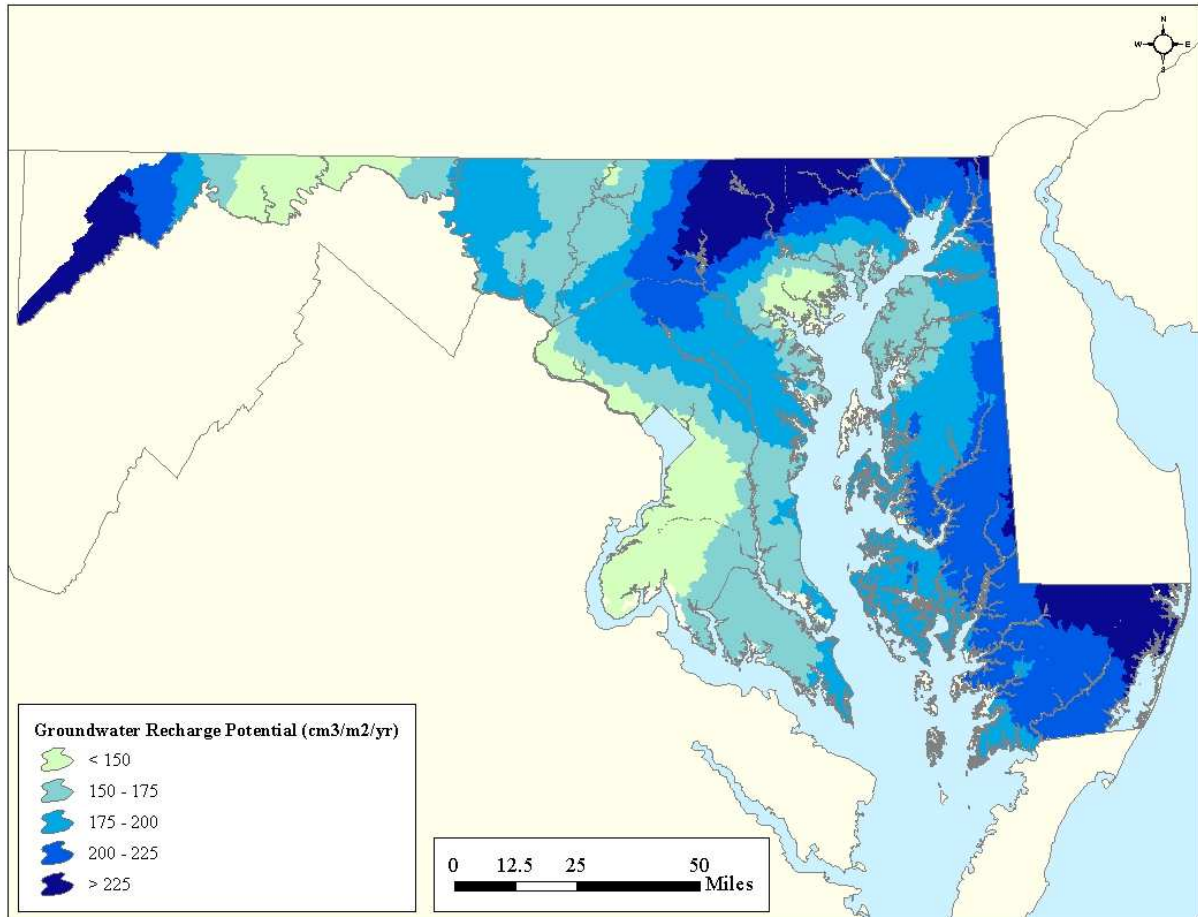 N
W E
S
Groundwater Recharge Potential (cm3/m2/yr)
< 150
150 - 175
175 - 200
200 - 225
> 225
0 12.5 25 50
Miles